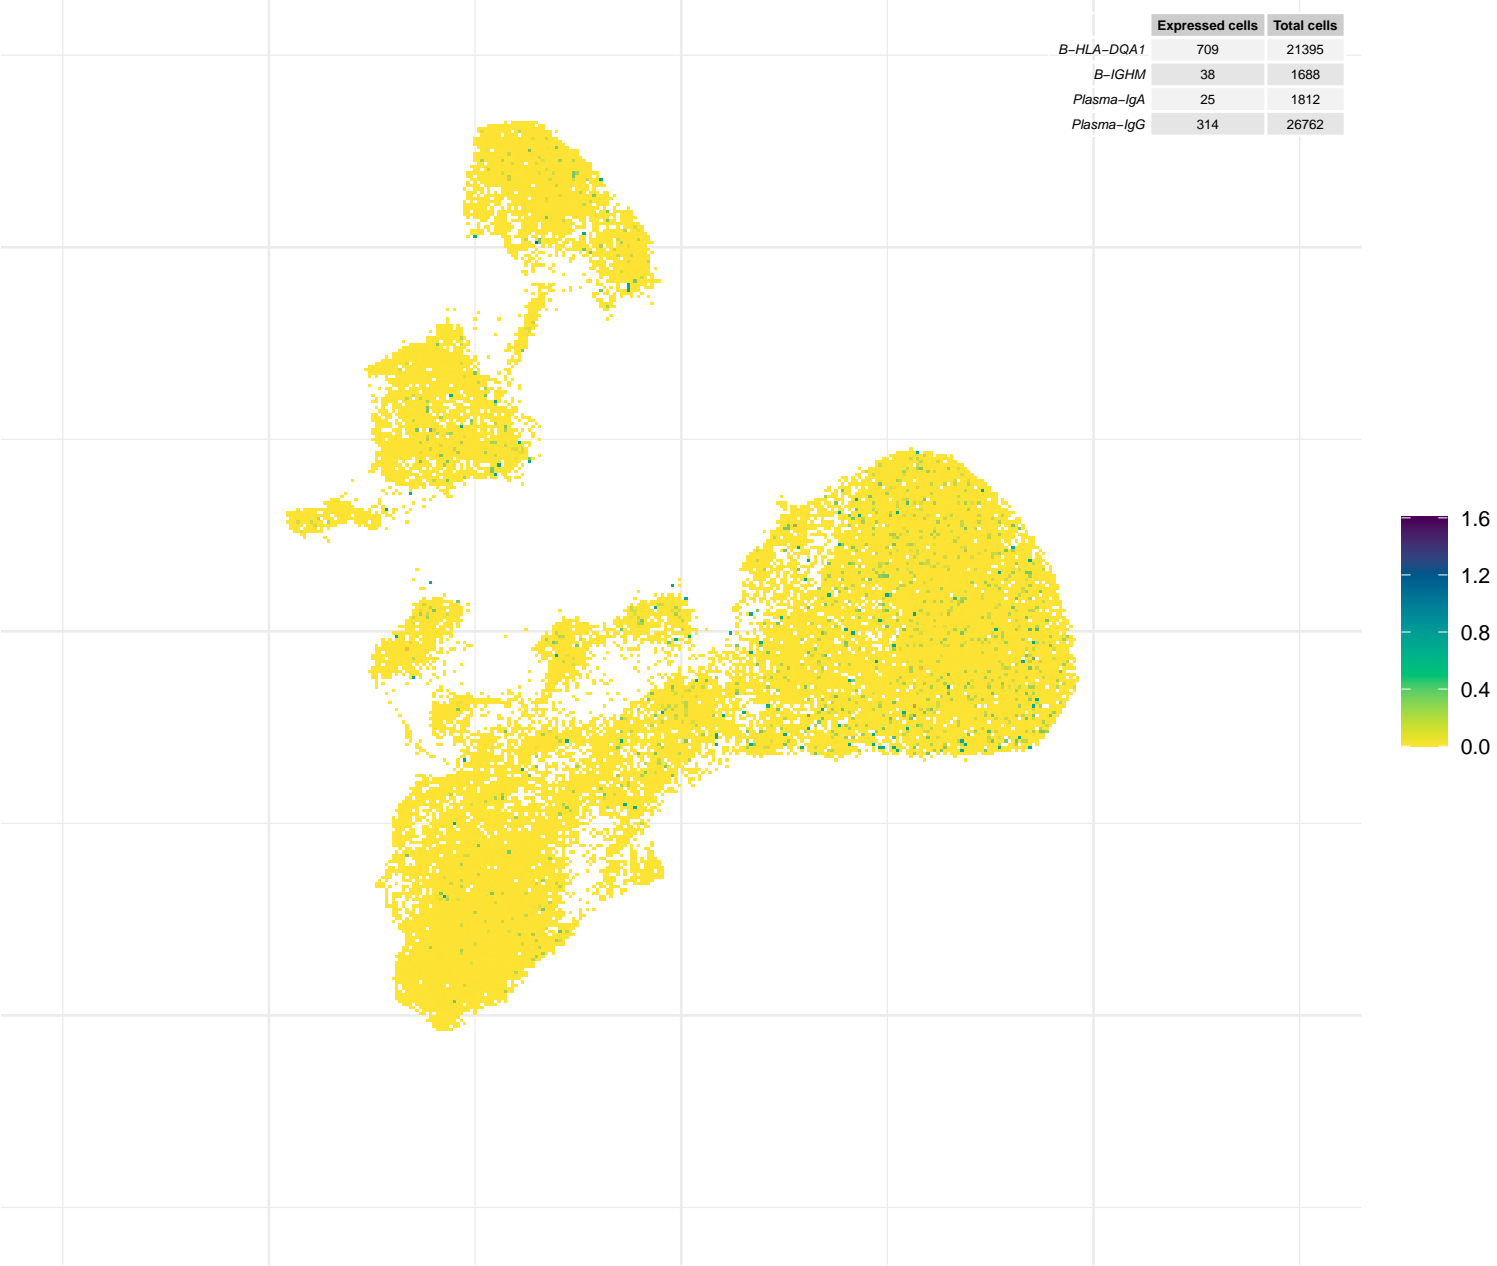 Expressed cells Total cells
B−HLA−DQA1 709 21395
B−IGHM 38 1688
Plasma−IgA 25 1812
Plasma−IgG 314 26762
1.6
1.2
0.8
0.4
0.0